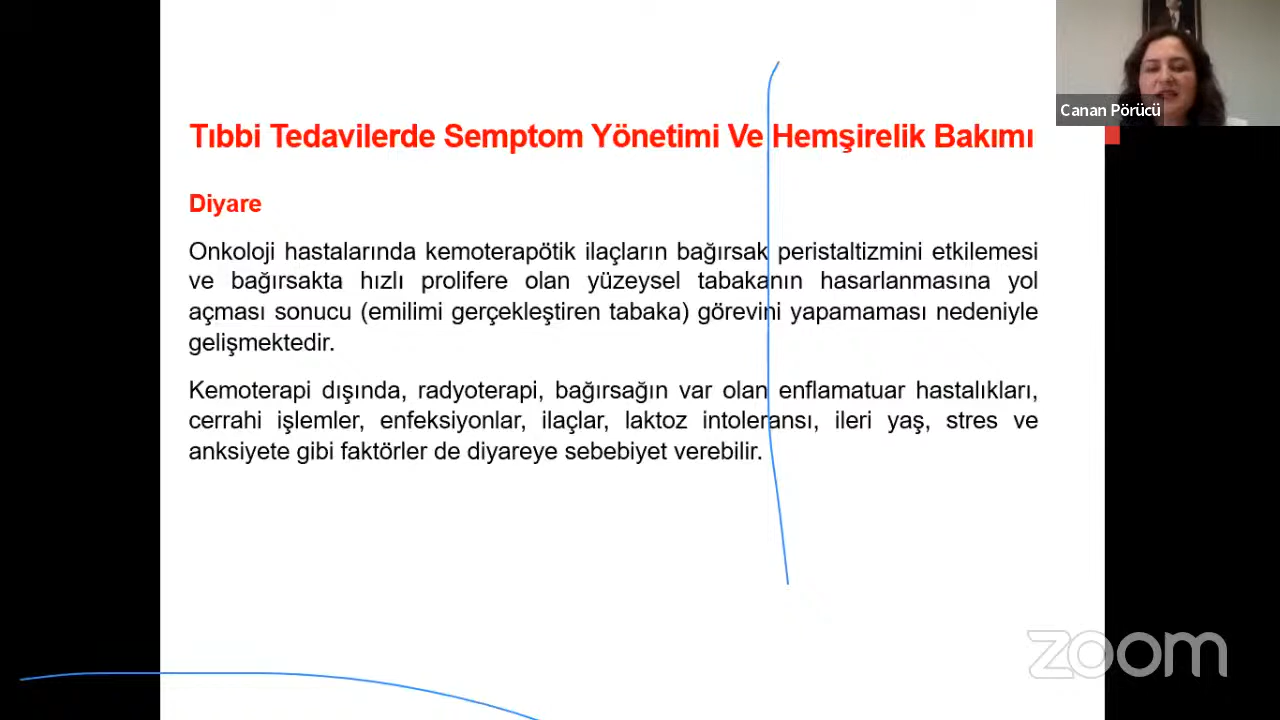 Canan Pörücü
Tıbbi Tedavilerde Semptom Yönetimi Ve Hemşirelik Bakımı
Diyare
Onkoloji hastalarında kemoterapötik ilaçların bağırsak peristaltizmini etkilemesi
ve bağırsakta hızlı prolifere olan yüzeysel tabakanın hasarlanmasına yol
açması sonucu (emilimi gerçekleştiren tabaka) görevini yapamaması nedeniyle
gelişmektedir.
Kemoterapi dışında, radyoterapi, bağırsağın var olan enflamatuar hastalıkları,
cerrahi işlemler, enfeksiyonlar, ilaçlar, laktoz intoleransı, ileri yaş, stres ve
anksiyete gibi faktörler de diyareye sebebiyet verebilir.
zoom